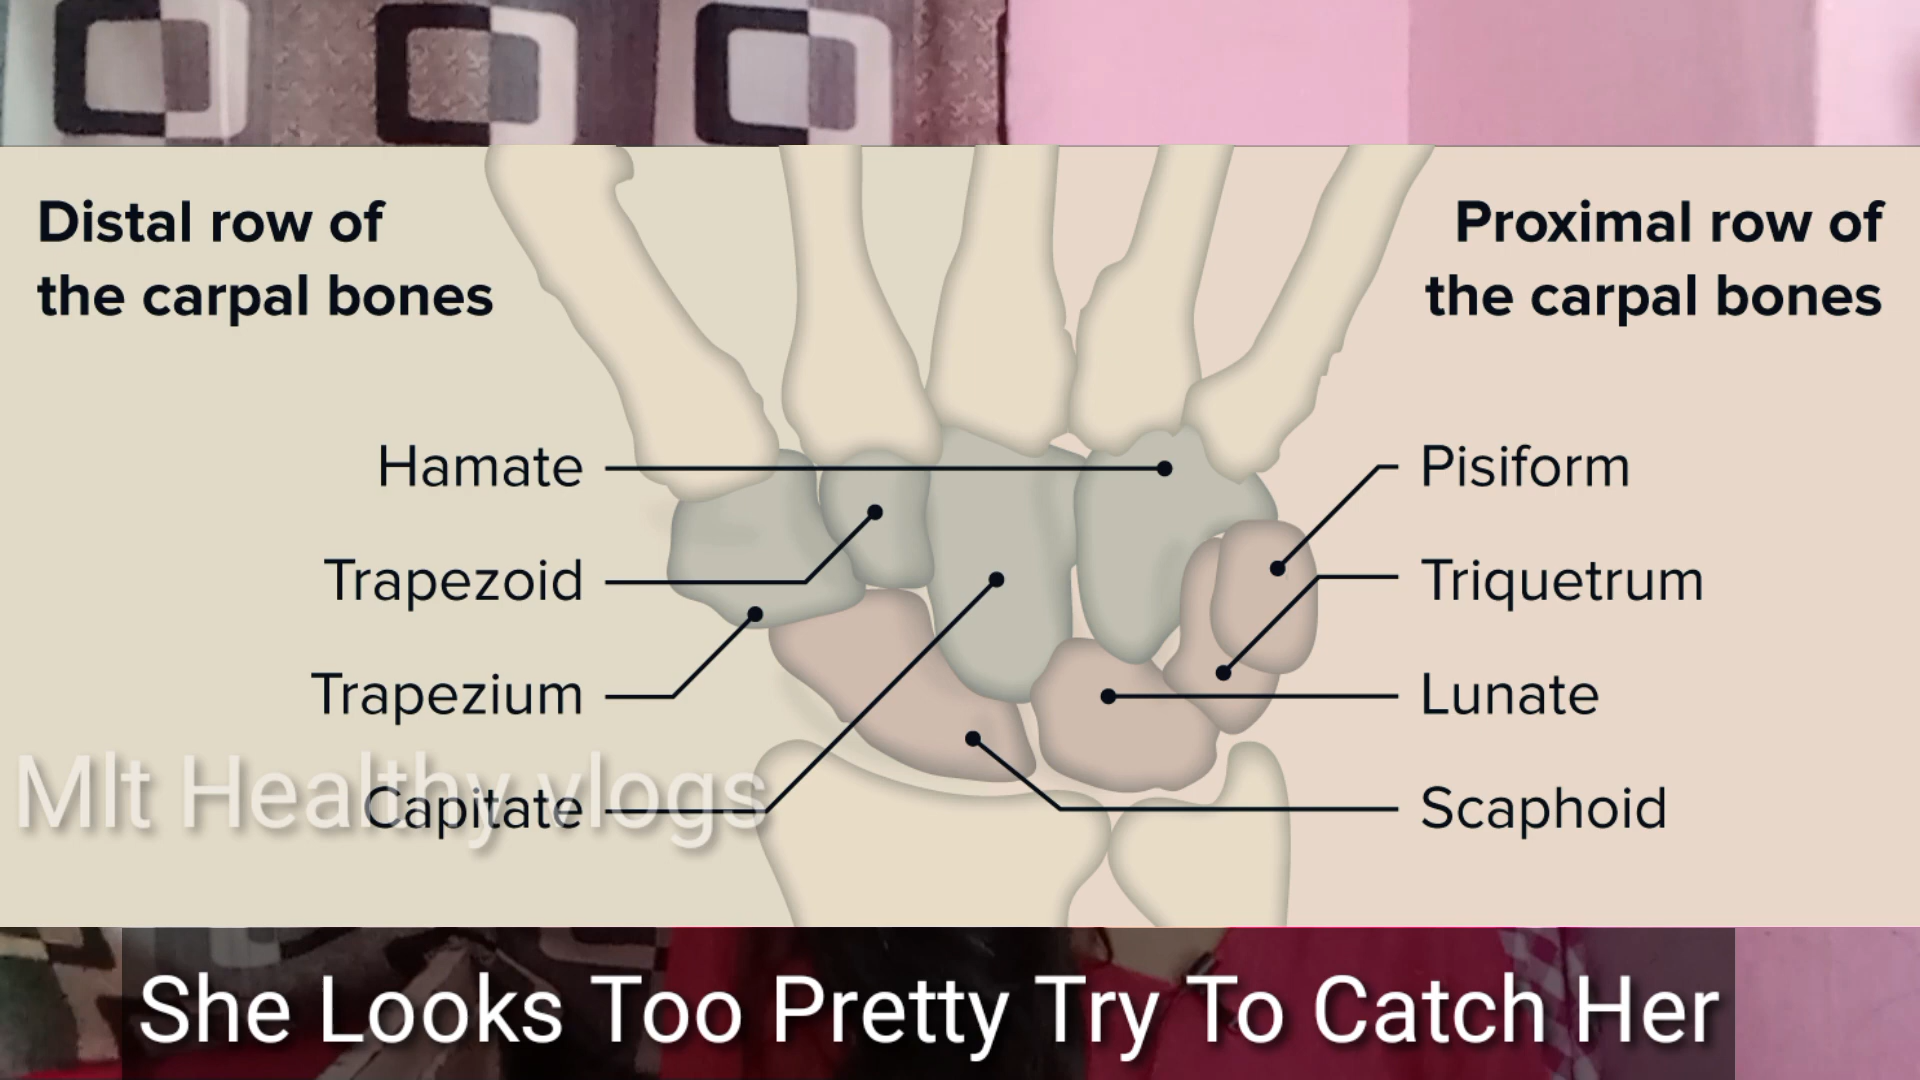 Distal row of
the carpal bones
Hamate
Trapezoid
Trapezium
Capitate
Proximal row of
the carpal bones
Pisiform
Triquetrum
Lunate
Scaphoid
Mlt Healthy vlogs
She Looks Too Pretty Try To Catch Her